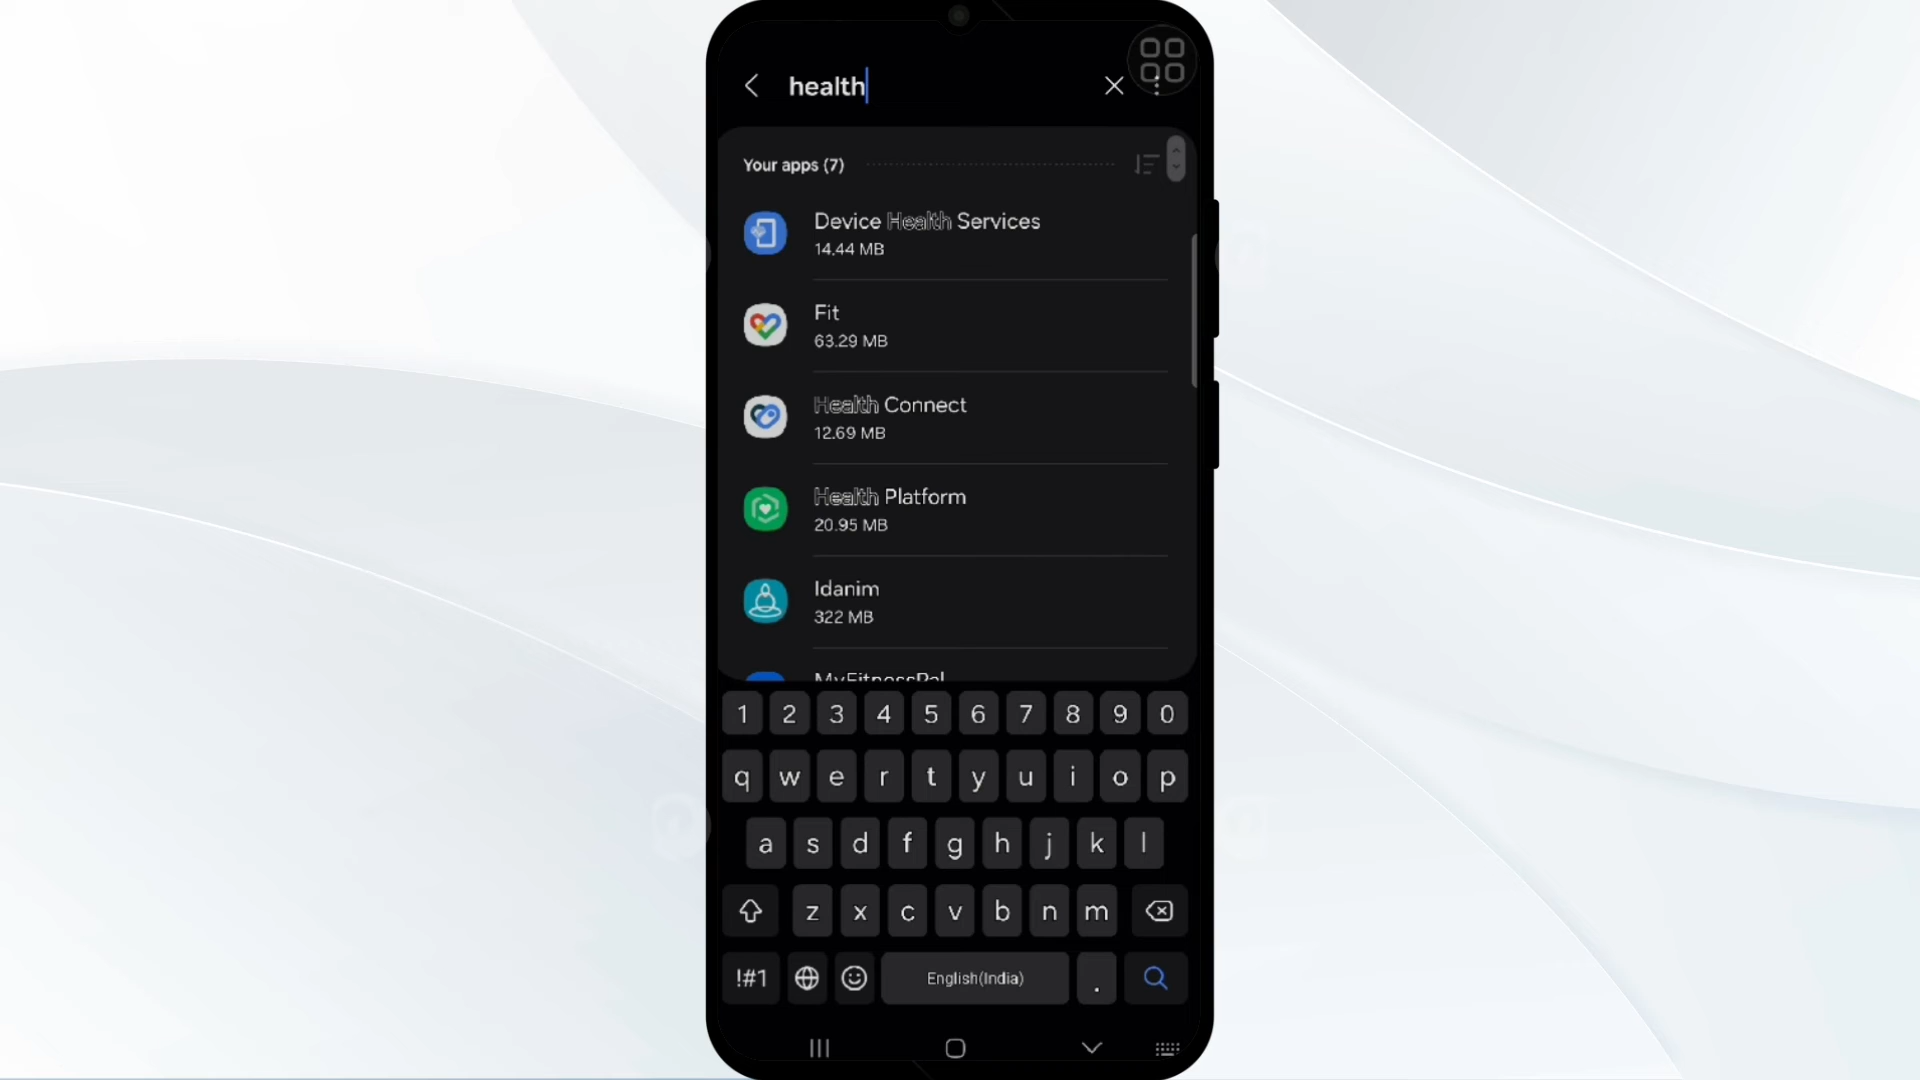 health
Your apps (7)
Device Health Services
14.44 MB
Fit
63.29 MB
Health Connect
12.69 MB
Health Platform
20.95 MB
Idanim
322 MB
MyFitnessPal
1 2 3 4 5 6 7 8 9 0
q w e r t y u i o p
a s d f g h j k l
z x c v b n m
!#1 English(India) .